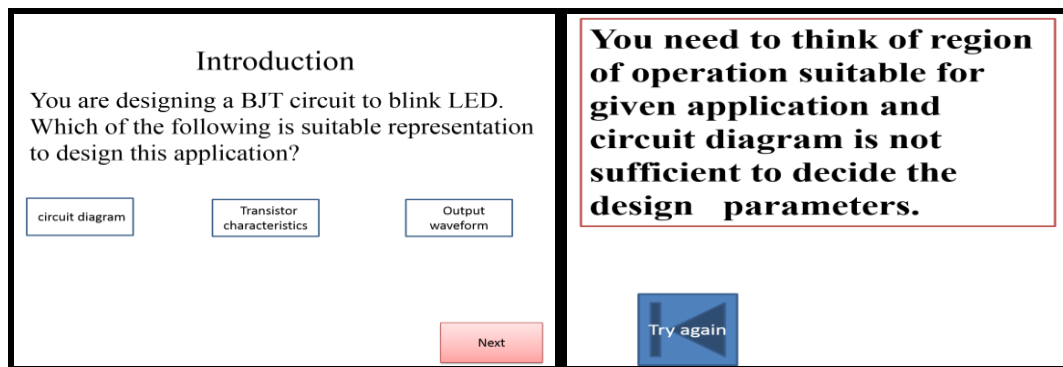 Introduction
You are designing a BJT circuit to blink LED.
Which of the following is suitable representation
to design this application?
circuit diagram
Transistor
characteristics
Output
waveform
Next
You need to think of region
of operation suitable for
given application and
circuit diagram is not
sufficient to decide the
design parameters.
Try again